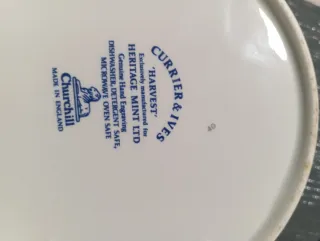 CURRIER & IVES
'HARVEST'
Exclusively manufactured for
HERITAGE MINT LTD
Genuine Hand Engraving
DISHWASHER, DETERGENT SAFE,
MICROWAVE OVEN SAFE
Churchill
MADE IN ENGLAND